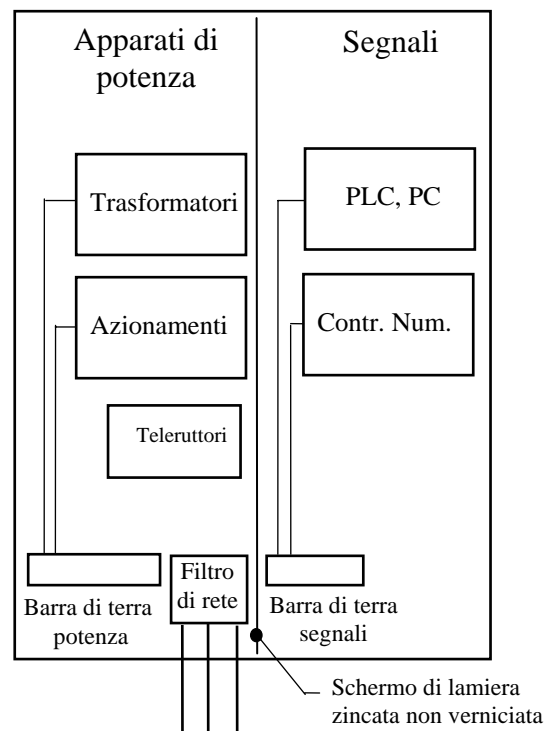 Apparati di
potenza
Segnali
Trasformatori
PLC, PC
Azionamenti
Contr. Num.
Teleruttori
Filtro
di rete
Barra di terra
potenza
Barra di terra
segnali
Schermo di lamiera
zincata non verniciata